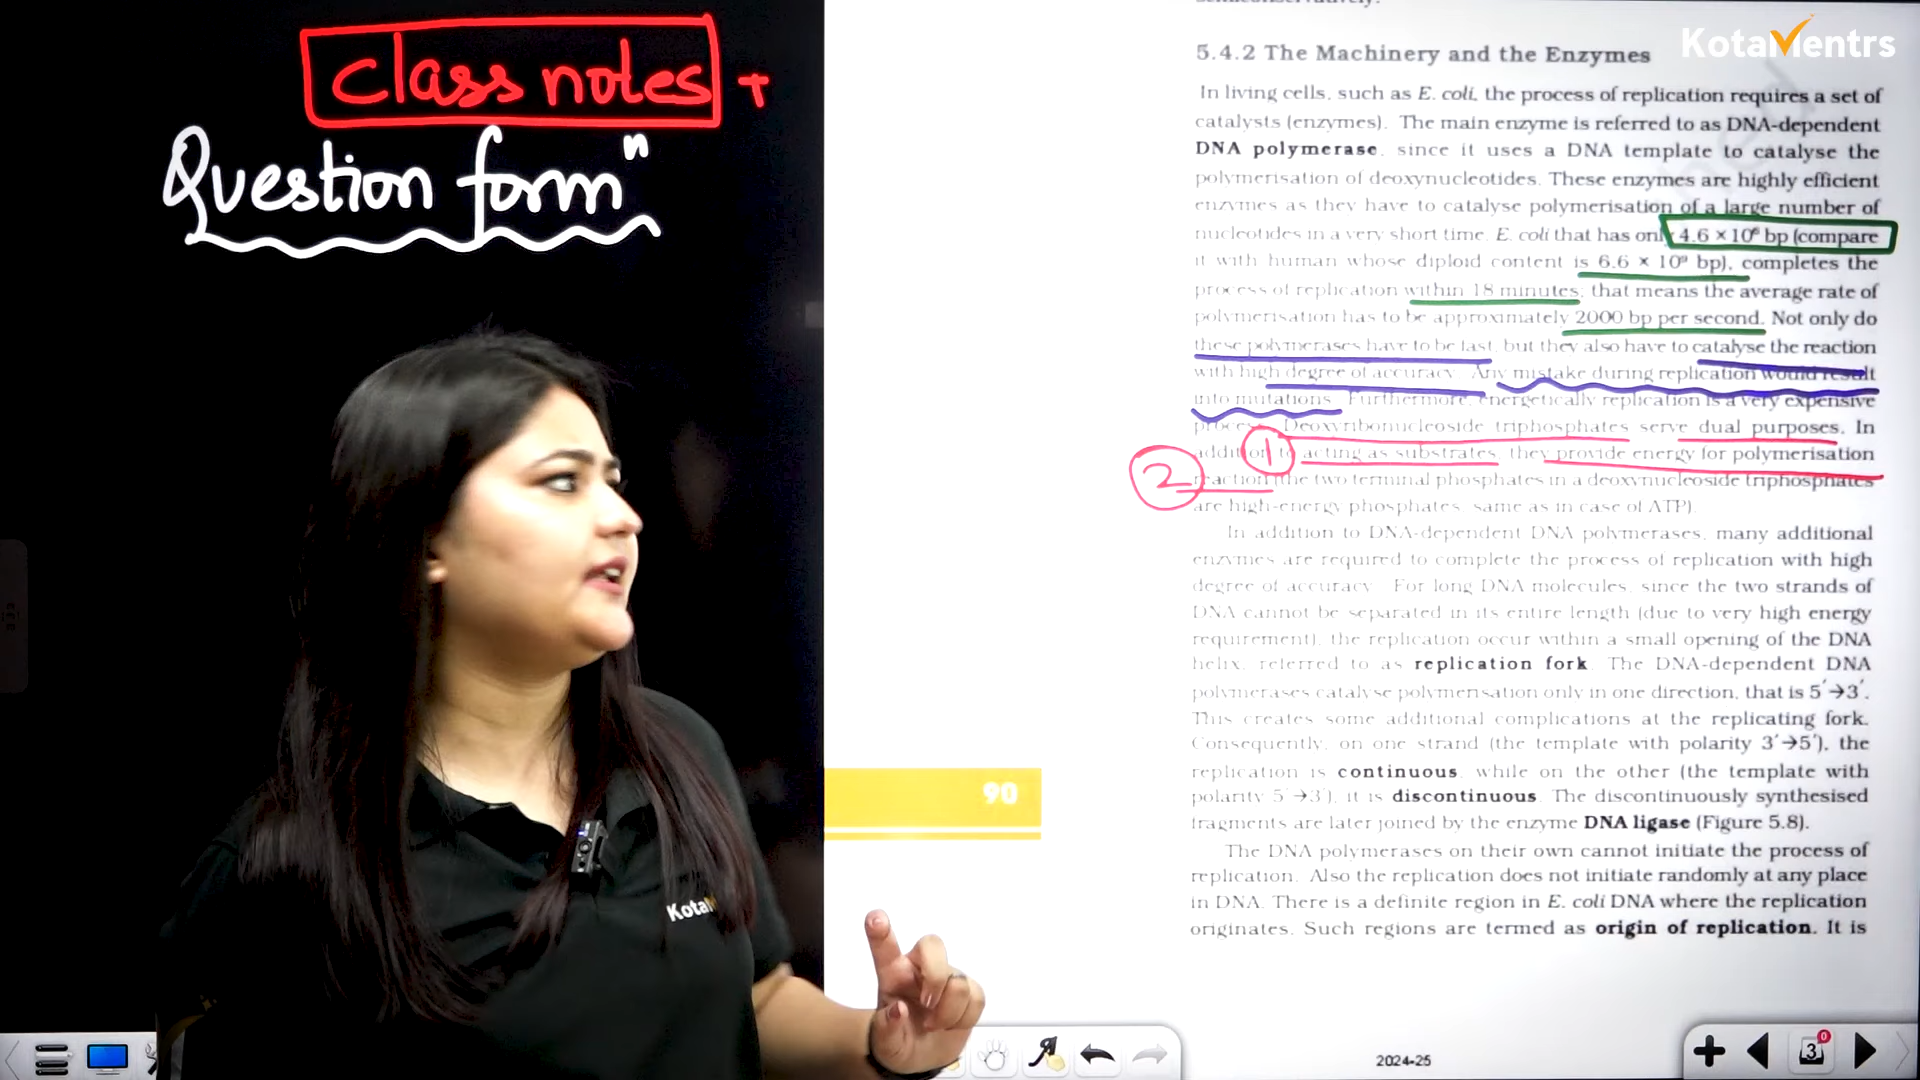 class notes +
Question formⁿ
KotaMentrs
5.4.2 The Machinery and the Enzymes
In living cells, such as E. coli, the process of replication requires a set of
catalysts (enzymes). The main enzyme is referred to as DNA-dependent
DNA polymerase, since it uses a DNA template to catalyse the
polymerisation of deoxynucleotides. These enzymes are highly efficient
enzymes as they have to catalyse polymerisation of a large number of
nucleotides in a very short time. E. coli that has only 4.6 ×10⁶ bp (compare
it with human whose diploid content is 6.6 × 10⁹ bp), completes the
process of replication within 18 minutes; that means the average rate of
polymerisation has to be approximately 2000 bp per second. Not only do
these polymerases have to be fast, but they also have to catalyse the reaction
with high degree of accuracy. Any mistake during replication would result
into mutations. Furthermore, energetically replication is a very expensive
process. Deoxyribonucleoside triphosphates serve dual purposes. In
addition to 1 acting as substrates, they provide energy for polymerisation
2 reaction (the two terminal phosphates in a deoxynucleoside triphosphates
are high-energy phosphates, same as in case of ATP).
In addition to DNA-dependent DNA polymerases, many additional
enzymes are required to complete the process of replication with high
degree of accuracy. For long DNA molecules, since the two strands of
DNA cannot be separated in its entire length (due to very high energy
requirement), the replication occur within a small opening of the DNA
helix, referred to as replication fork. The DNA-dependent DNA
polymerases catalyse polymerisation only in one direction, that is 5′→3′.
This creates some additional complications at the replicating fork.
Consequently, on one strand (the template with polarity 3′→5′), the
replication is continuous, while on the other (the template with
polarity 5′→3′), it is discontinuous. The discontinuously synthesised
fragments are later joined by the enzyme DNA ligase (Figure 5.8).
The DNA polymerases on their own cannot initiate the process of
replication. Also the replication does not initiate randomly at any place
in DNA. There is a definite region in E. coli DNA where the replication
originates. Such regions are termed as origin of replication. It is
90
2024-25
3
0